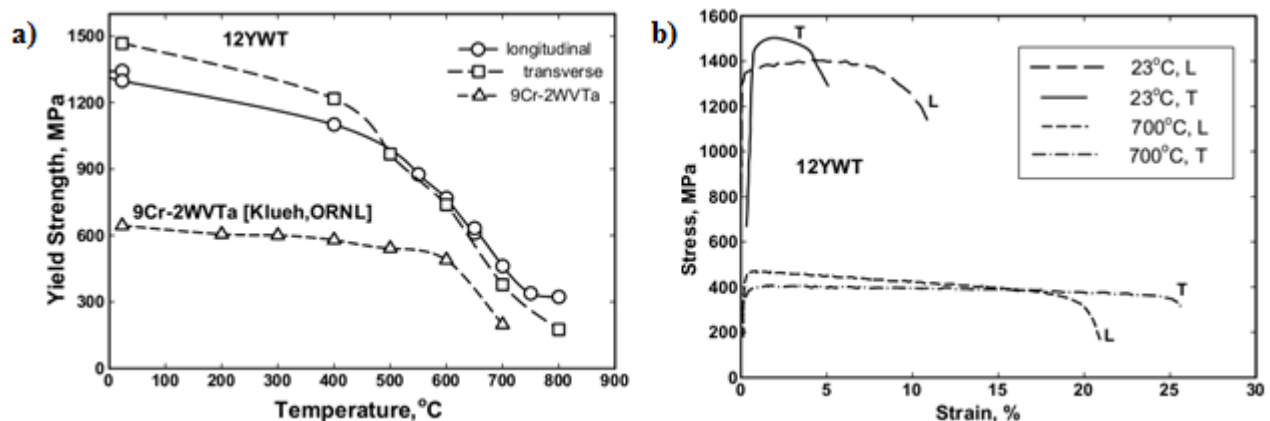 a)
12YWT
longitudinal
transverse
9Cr-2WVTa
9Cr-2WVTa [Klueh,ORNL]
Yield Strength, MPa
1500
1200
900
600
300
0
0 100 200 300 400 500 600 700 800 900
Temperature,°C
b)
T
L
12YWT
23°C, L
23°C, T
700°C, L
700°C, T
T
L
Stress, MPa
1600
1400
1200
1000
800
600
400
200
0
0 5 10 15 20 25 30
Strain, %